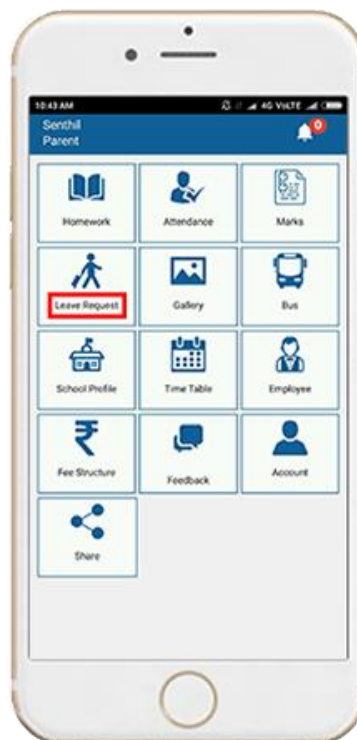 10:43 AM 4G VoLTE
Senthil
Parent
0
Homework Attendance Marks
Leave Request Gallery Bus
School Profile Time Table Employee
Fee Structure Feedback Account
Share